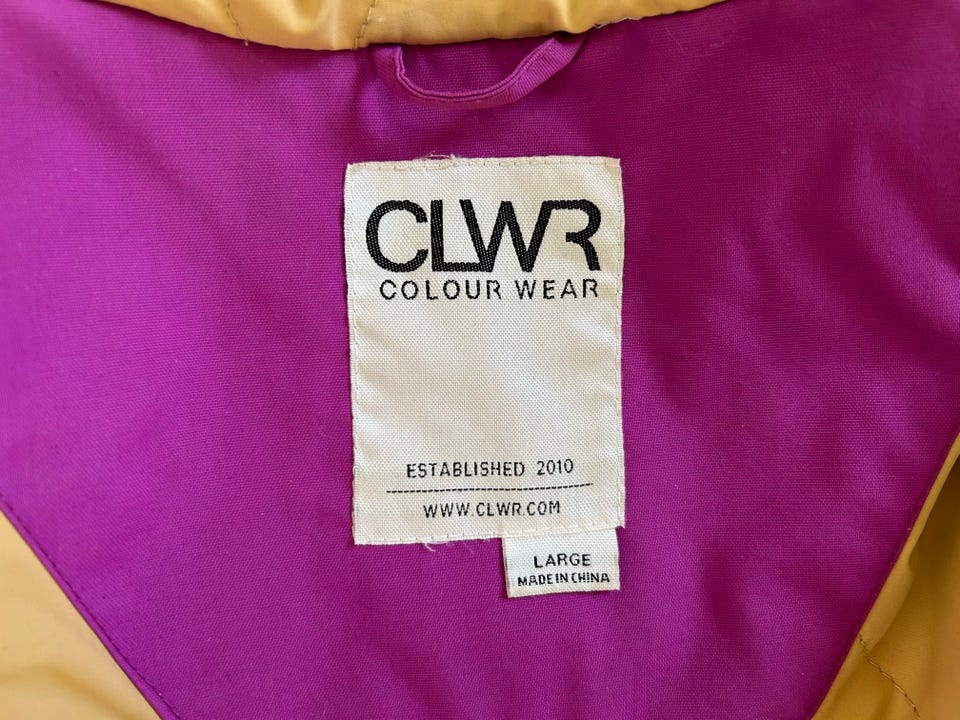 CLWR
COLOUR WEAR
ESTABLISHED 2010
WWW.CLWR.COM
LARGE
MADE IN CHINA